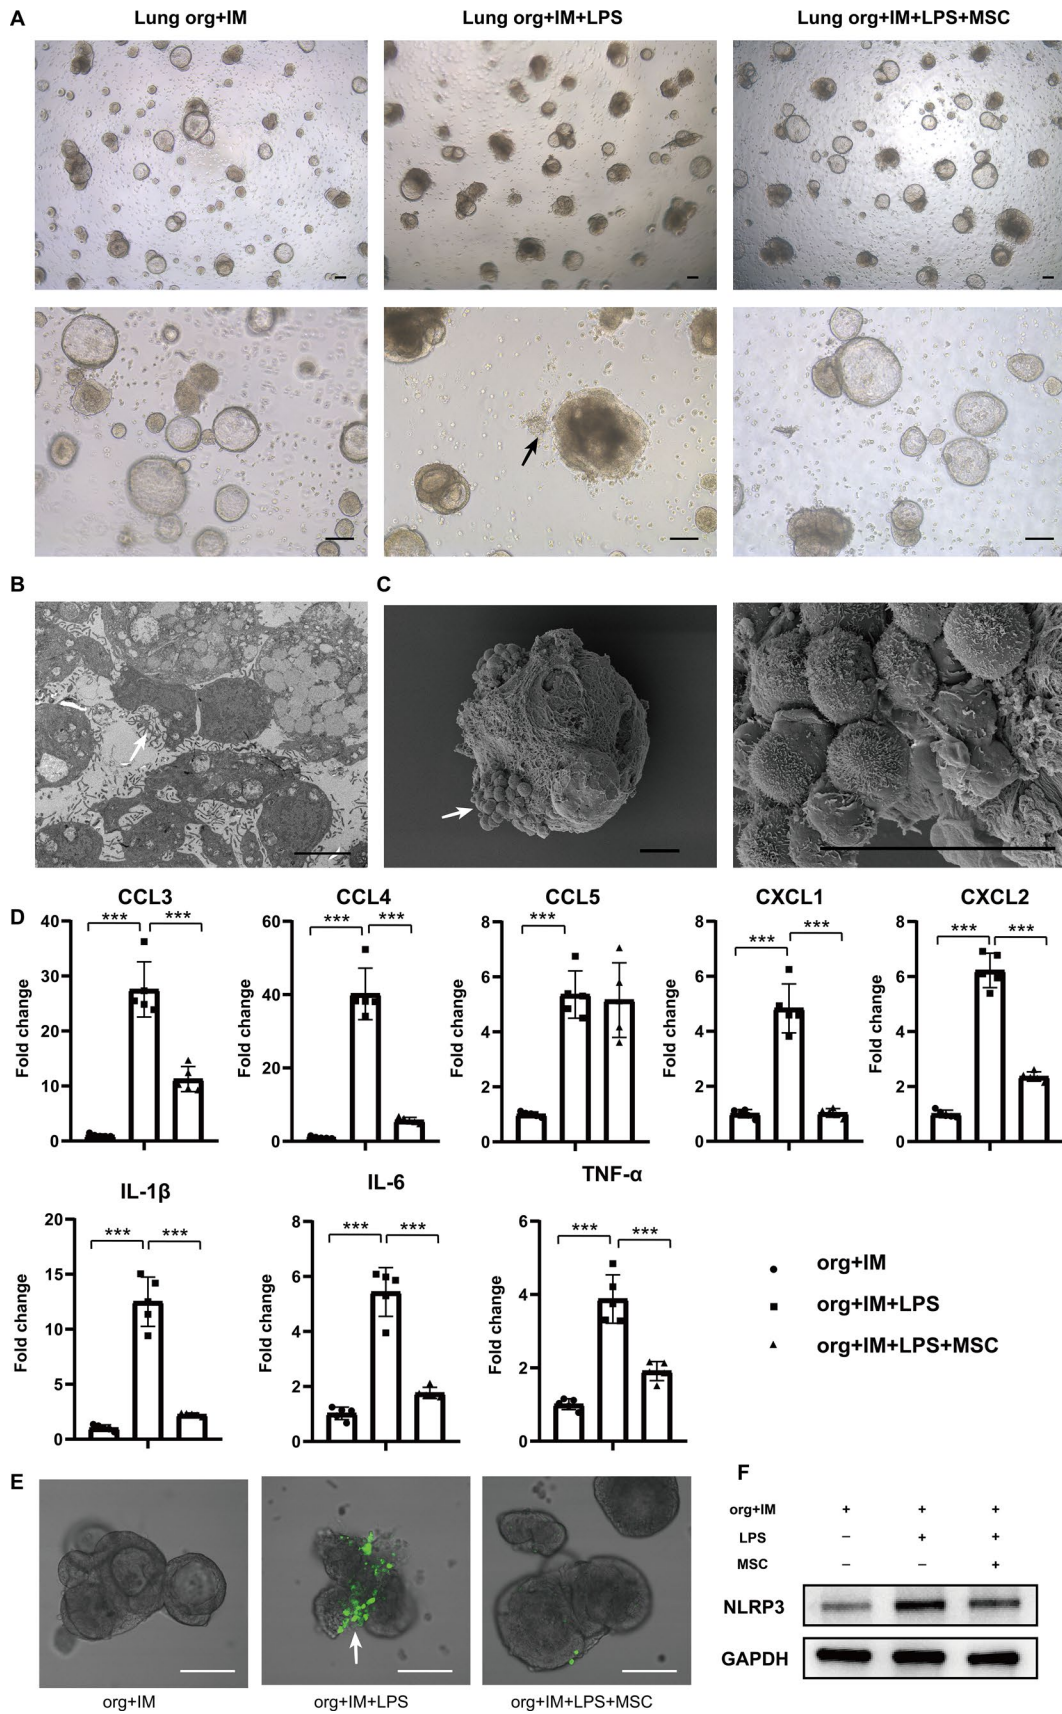 A
Lung org+IM
Lung org+IM+LPS
Lung org+IM+LPS+MSC
B
C
D
CCL3
CCL4
CCL5
CXCL1
CXCL2
Fold change
40
30
20
10
0
***
***
Fold change
60
40
20
0
***
***
Fold change
8
6
4
2
0
***
Fold change
8
6
4
2
0
***
***
Fold change
8
6
4
2
0
***
***
IL-1β
IL-6
TNF-α
Fold change
20
15
10
5
0
***
***
Fold change
8
6
4
2
0
***
***
Fold change
6
4
2
0
***
***
org+IM
org+IM+LPS
org+IM+LPS+MSC
E
org+IM
org+IM+LPS
org+IM+LPS+MSC
F
org+IM + + +
LPS − + +
MSC − − +
NLRP3
GAPDH